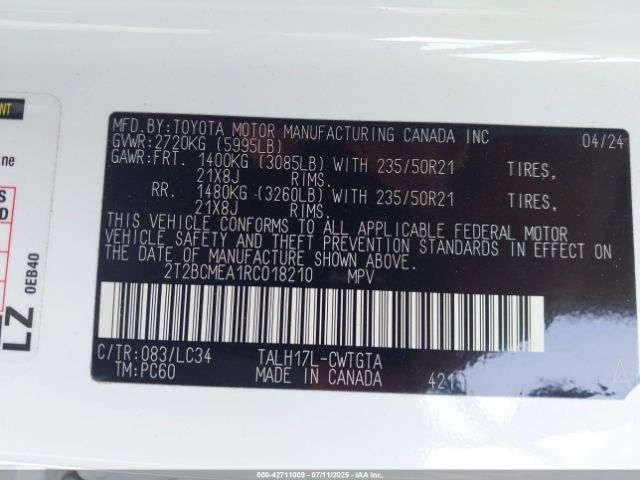 MFD.BY:TOYOTA MOTOR MANUFACTURING CANADA INC 04/24
GVWR:2720KG (5995LB)
GAWR:FRT. 1400KG (3085LB) WITH 235/50R21 TIRES,
21X8J RIMS.
RR. 1480KG (3260LB) WITH 235/50R21 TIRES,
21X8J RIMS.
THIS VEHICLE CONFORMS TO ALL APPLICABLE FEDERAL MOTOR
VEHICLE SAFETY AND THEFT PREVENTION STANDARDS IN EFFECT ON
THE DATE OF MANUFACTURE SHOWN ABOVE.
2T2BCMEA1RC018210 MPV
C/TR:083/LC34 TALH17L-CWTGTA
TM:PC60 MADE IN CANADA 421
A
ne
LZ
0EB40
000-42711009 - 07/11/2025 - IAA, Inc.